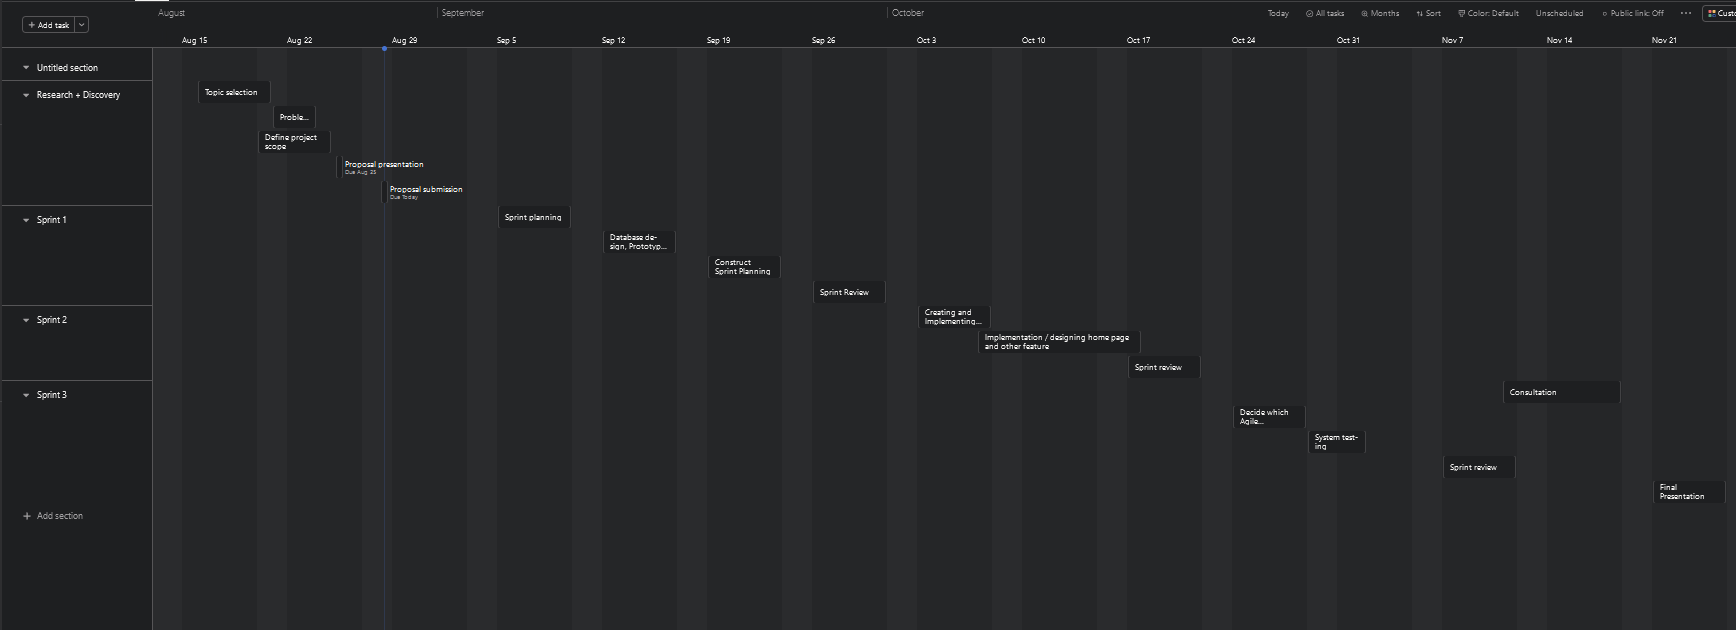 August
September
October
Add task
Today
All tasks
Months
Sort
Color: Default
Unscheduled
Public link: Off
Aug 15
Aug 22
Aug 29
Sep 5
Sep 12
Sep 19
Sep 26
Oct 3
Oct 10
Oct 17
Oct 24
Oct 31
Nov 7
Nov 14
Nov 21
Untitled section
Research + Discovery
Topic selection
Proble...
Define project
scope
Proposal presentation
Due Aug 25
Proposal submission
Due Today
Sprint 1
Sprint planning
Database de-
sign, Prototyp...
Construct
Sprint Planning
Sprint Review
Sprint 2
Creating and
Implementing...
Implementation / designing home page
and other feature
Sprint review
Sprint 3
Consultation
Decide which
Agile...
System test-
ing
Sprint review
Final
Presentation
Add section